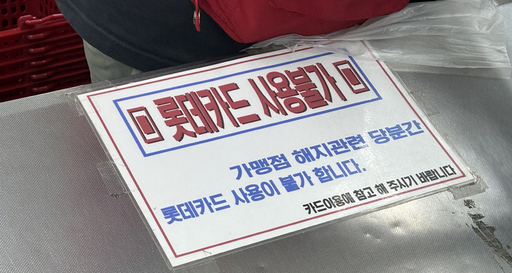 롯데카드 사용불가
가맹점 해지관련 당분간
롯데카드 사용이 불가 합니다.
카드이용에 참고 해 주시기 바랍니다